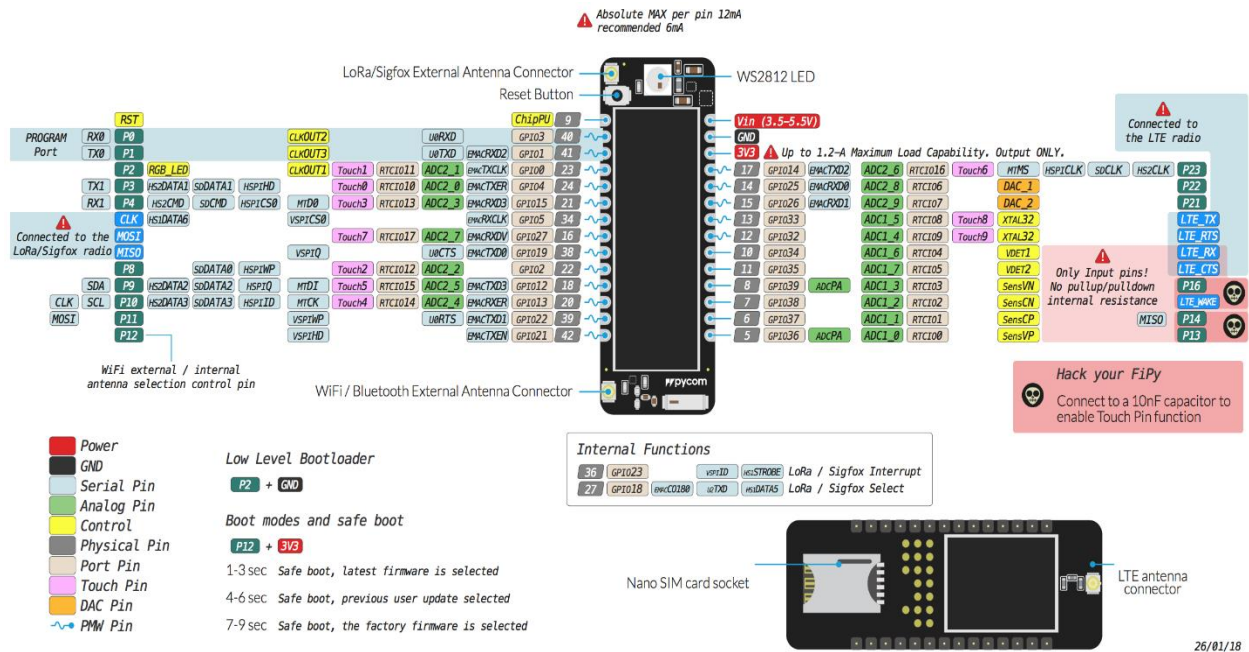 Absolute MAX per pin 12mA
recommended 6mA
LoRa/Sigfox External Antenna Connector
WS2812 LED
Reset Button
RST ChipPU 9
Vin (3.5-5.5V)
PROGRAM Port
RX0 P0 CLKOUT2 U0RXD GPIO3 40
GND
TX0 P1 CLKOUT3 U0TXD EMACRXD2 GPIO1 41
3V3 Up to 1.2-A Maximum Load Capability. Output ONLY.
P2 RGB_LED CLKOUT1 Touch1 RTCIO11 ADC2_1 EMACTXCLK GPIO0 23
17 GPIO14 EMACTXD2 ADC2_6 RTCIO16 Touch6 MTMS HSPICLK SDCLK HS2CLK P23
TX1 P3 HS2DATA1 SDDATA1 HSPIHD Touch0 RTCIO10 ADC2_0 EMACTXER GPIO4 24
14 GPIO25 EMACRXD0 ADC2_8 RTCIO6 DAC_1 P22
RX1 P4 HS2CMD SDCMD HSPICS0 MTDO Touch3 RTCIO13 ADC2_3 EMACRXD3 GPIO15 21
15 GPIO26 EMACRXD1 ADC2_9 RTCIO7 DAC_2 P21
CLK HS1DATA6 VSPICS0 EMACRXCLK GPIO5 34
13 GPIO33 ADC1_5 RTCIO8 Touch8 XTAL32 LTE_TX
MOSI Touch7 RTCIO17 ADC2_7 EMACRXDV GPIO27 16
12 GPIO32 ADC1_4 RTCIO9 Touch9 XTAL32 LTE_RTS
MISO VSPIQ U0CTS EMACTXD0 GPIO19 38
10 GPIO34 ADC1_6 RTCIO4 VDET1 LTE_RX
P8 SDDATA0 HSPIWP Touch2 RTCIO12 ADC2_2 GPIO2 22
11 GPIO35 ADC1_7 RTCIO5 VDET2 LTE_CTS
SDA P9 HS2DATA2 SDDATA2 HSPIQ MTDI Touch5 RTCIO15 ADC2_5 EMACTXD3 GPIO12 18
8 GPIO39 ADCPA ADC1_3 RTCIO3 SensVN P16
CLK SCL P10 HS2DATA3 SDDATA3 HSPIID MTCK Touch4 RTCIO14 ADC2_4 EMACRXER GPIO13 20
7 GPIO38 ADC1_2 RTCIO2 SensCN LTE_WAKE
MOSI P11 VSPIWP U0RTS EMACTXD1 GPIO22 39
6 GPIO37 ADC1_1 RTCIO1 SensCP MISO P14
P12 VSPIHD EMACTXEN GPIO21 42
5 GPIO36 ADCPA ADC1_0 RTCIO0 SensVP P13
Connected to the
LoRa/Sigfox radio
Connected to
the LTE radio
Only Input pins!
No pullup/pulldown
internal resistance
WiFi external / internal
antenna selection control pin
WiFi / Bluetooth External Antenna Connector
pycom
Hack your FiPy
Connect to a 10nF capacitor to
enable Touch Pin function
Power
GND
Serial Pin
Analog Pin
Control
Physical Pin
Port Pin
Touch Pin
DAC Pin
PMW Pin
Low Level Bootloader
P2 + GND
Boot modes and safe boot
P12 + 3V3
1-3 sec Safe boot, latest firmware is selected
4-6 sec Safe boot, previous user update selected
7-9 sec Safe boot, the factory firmware is selected
Internal Functions
36 GPIO23 VSPIID HS1STROBE LoRa / Sigfox Interrupt
27 GPIO18 EMACCO180 U2TXD HS1DATA5 LoRa / Sigfox Select
Nano SIM card socket
LTE antenna
connector
26/01/18